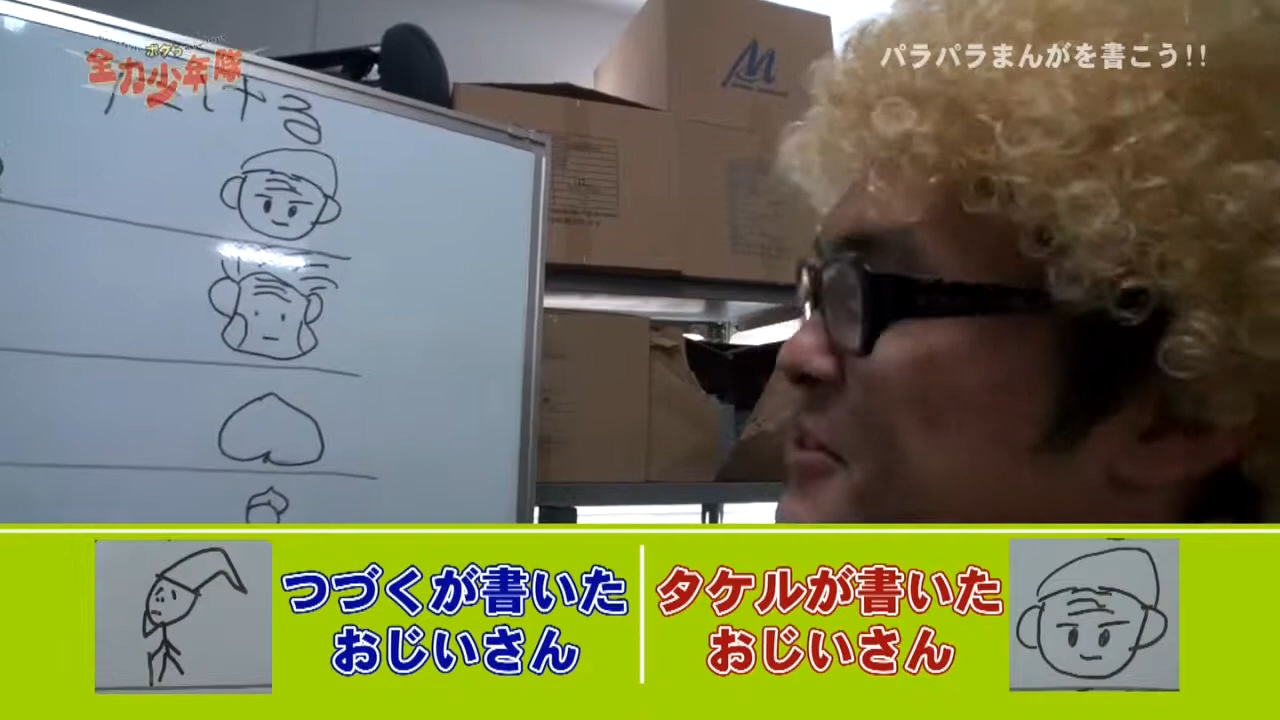 ボクら
全力少年隊
パラパラまんがを書こう!!
タケル
つづくが書いた
おじいさん
タケルが書いた
おじいさん